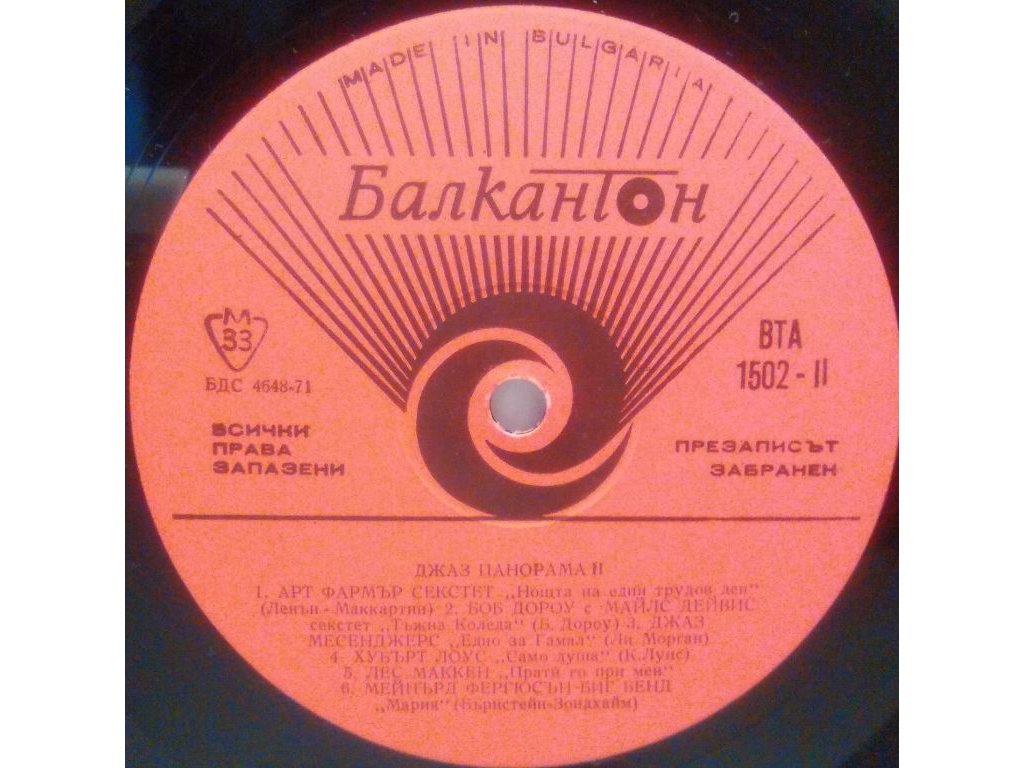 MADE IN BULGARIA
Балкантон
М
33
БДС 4648-71
ВТА
1502 - II
ВСИЧКИ
ПРАВА
ЗАПАЗЕНИ
ПРЕЗАПИСЪТ
ЗАБРАНЕН
ДЖАЗ ПАНОРАМА II
1. АРТ ФАРМЪР СЕКСТЕТ „Нощта на един трудов ден"
(Ленън - Маккартни) 2. БОБ ДОРОУ с МАЙЛС ДЕЙВИС
секстет „Тъжна Коледа" (Б. Дороу) 3. ДЖАЗ
МЕСЕНДЖЕРС „Едно за Гамал" (Ли Морган)
4. ХУБЪРТ ЛОУС „Само душа" (К. Луис)
5. ЛЕС МАККЕН „Прати го при мен"
6. МЕЙНЪРД ФЕРГЮСЪН БИГ БЕНД
„Мария" (Бърнстейн-Зондхайм)